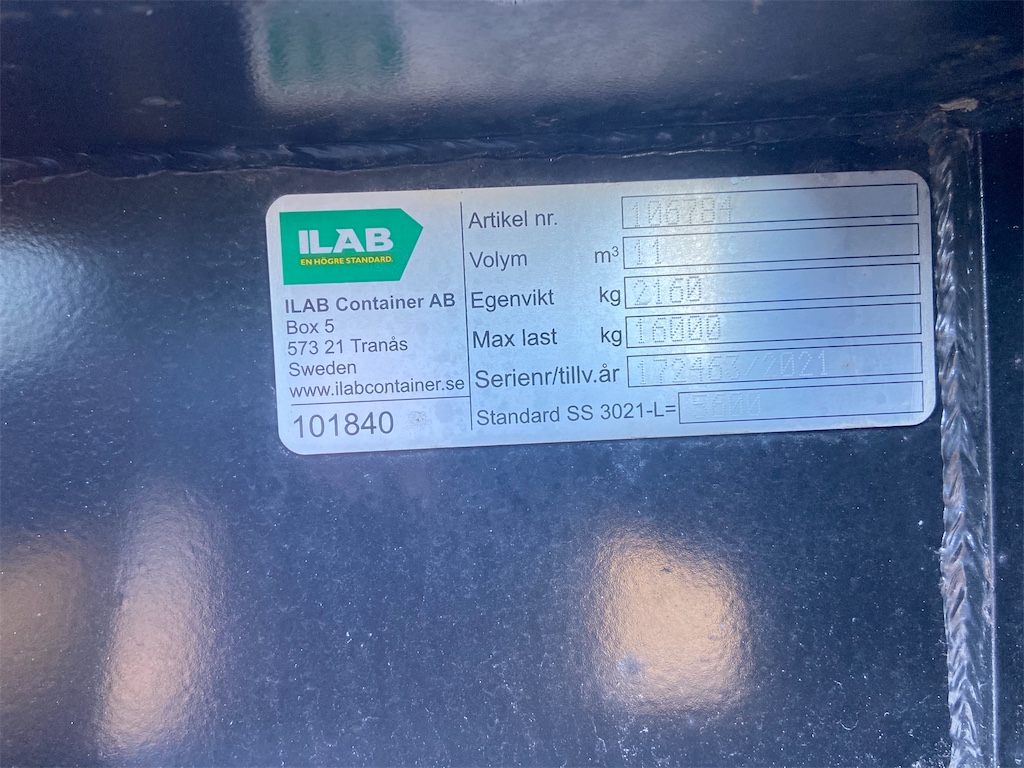 ILAB
EN HÖGRE STANDARD.
ILAB Container AB
Box 5
573 21 Tranås
Sweden
www.ilabcontainer.se
101840
Artikel nr.
Volym m³ 11
Egenvikt kg 2160
Max last kg 16000
Serienr/tillv.år 172463/2021
Standard SS 3021-L= 5600